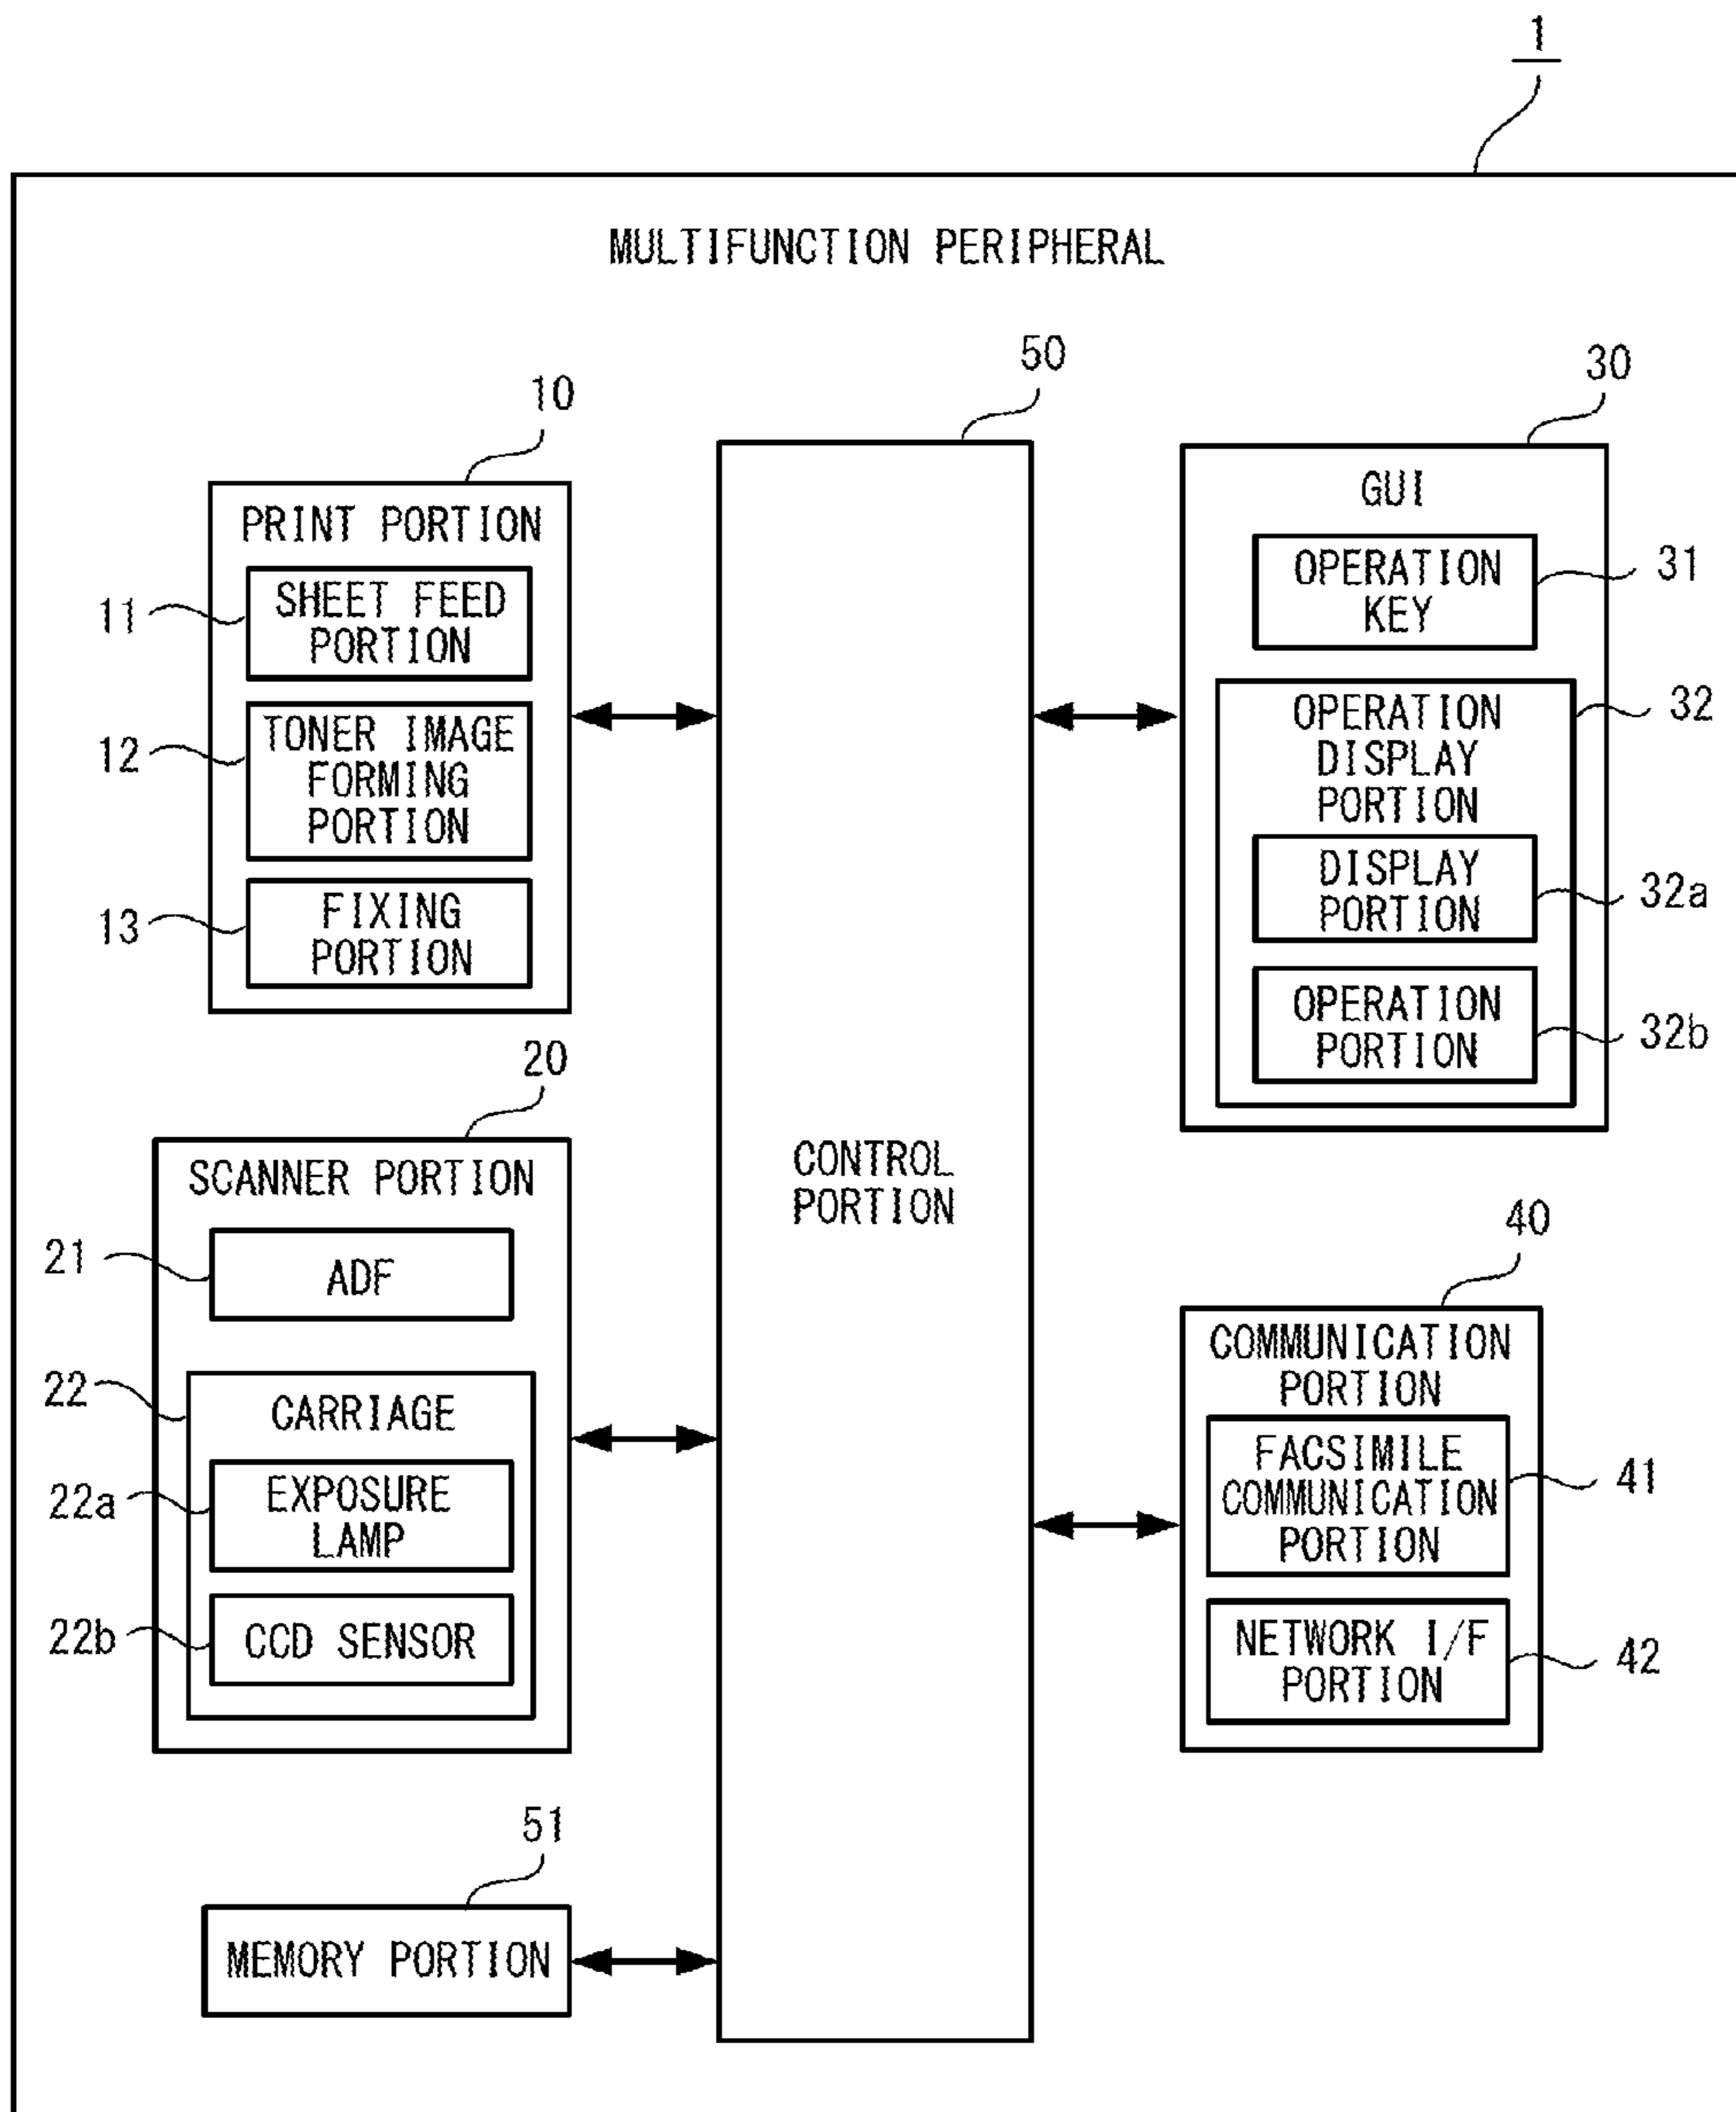 1
MULTIFUNCTION PERIPHERAL
50
30
10
PRINT PORTION
11
SHEET FEED
PORTION
12
TONER IMAGE
FORMING
PORTION
13
FIXING
PORTION
GUI
OPERATION
KEY
31
OPERATION
DISPLAY
PORTION
32
DISPLAY
PORTION
32a
OPERATION
PORTION
32b
20
SCANNER PORTION
21
ADF
22
CARRIAGE
22a
EXPOSURE
LAMP
22b
CCD SENSOR
CONTROL
PORTION
40
COMMUNICATION
PORTION
FACSIMILE
COMMUNICATION
PORTION
41
NETWORK I/F
PORTION
42
51
MEMORY PORTION